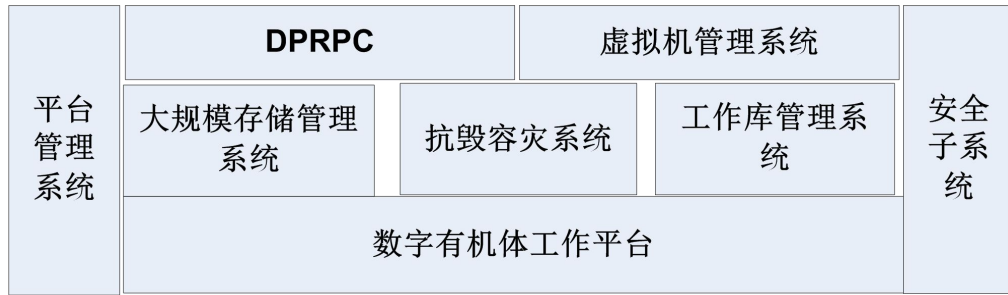 平台
管理
系统
DPRPC
虚拟机管理系统
大规模存储管理
系统
抗毁容灾系统
工作库管理系
统
数字有机体工作平台
安全
子系
统